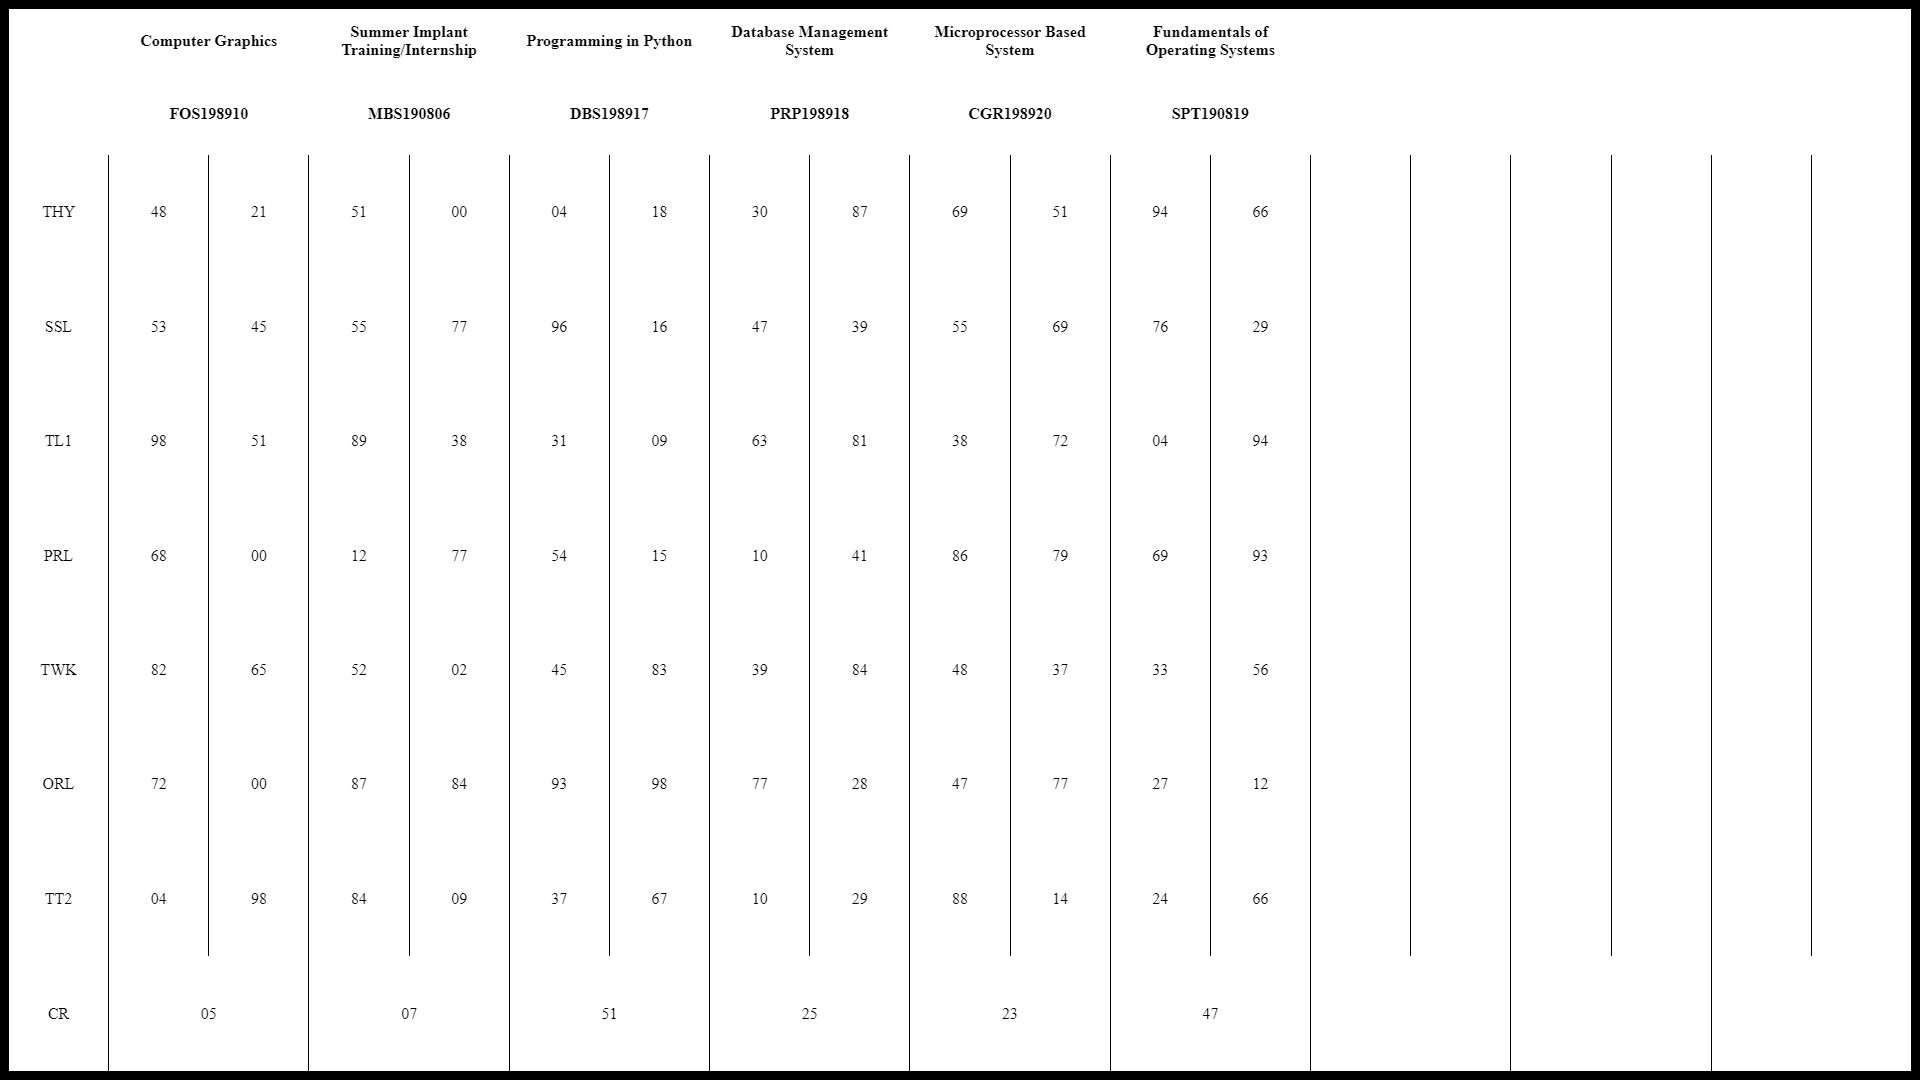 Computer Graphics Summer Implant Training/Internship Programming in Python Database Management System Microprocessor Based System Fundamentals of Operating Systems
FOS198910 MBS190806 DBS198917 PRP198918 CGR198920 SPT190819
THY 48 21 51 00 04 18 30 87 69 51 94 66
SSL 53 45 55 77 96 16 47 39 55 69 76 29
TL1 98 51 89 38 31 09 63 81 38 72 04 94
PRL 68 00 12 77 54 15 10 41 86 79 69 93
TWK 82 65 52 02 45 83 39 84 48 37 33 56
ORL 72 00 87 84 93 98 77 28 47 77 27 12
TT2 04 98 84 09 37 67 10 29 88 14 24 66
CR 05 07 51 25 23 47